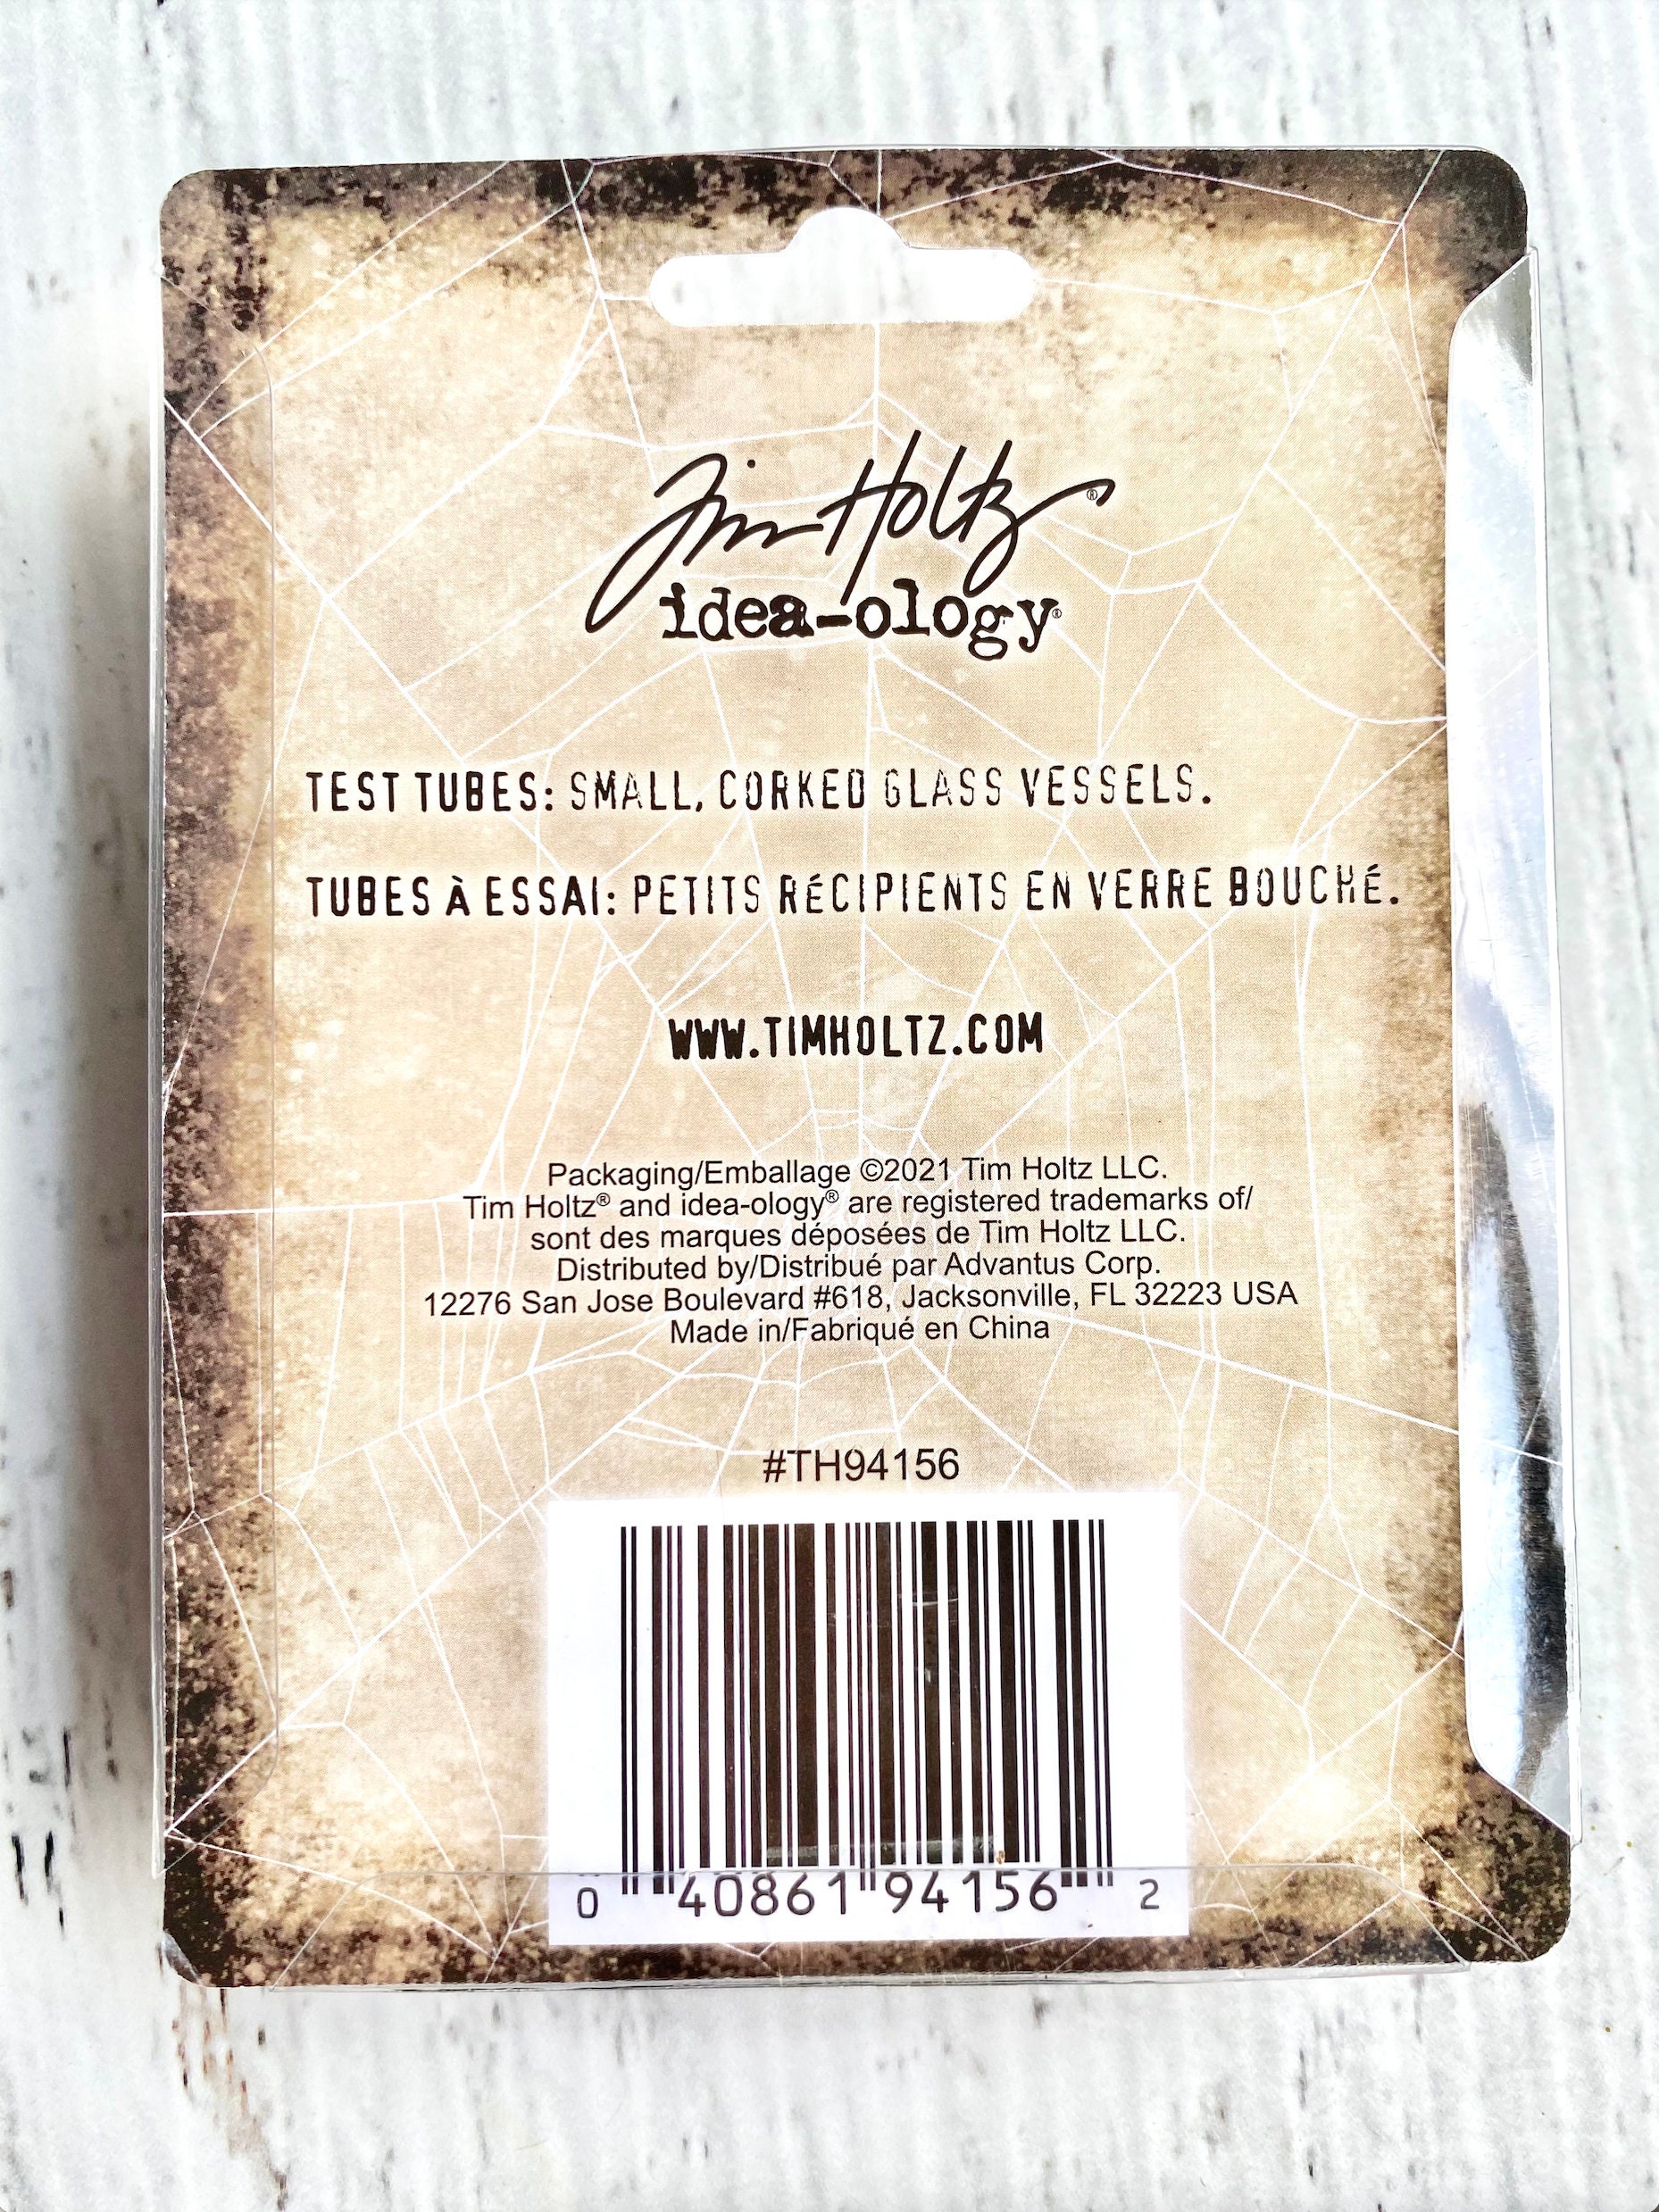 Tim Holtz®
idea-ology®
TEST TUBES: SMALL, CORKED GLASS VESSELS.
TUBES À ESSAI: PETITS RÉCIPIENTS EN VERRE BOUCHÉ.
WWW.TIMHOLTZ.COM
Packaging/Emballage ©2021 Tim Holtz LLC.
Tim Holtz® and idea-ology® are registered trademarks of/
sont des marques déposées de Tim Holtz LLC.
Distributed by/Distribué par Advantus Corp.
12276 San Jose Boulevard #618, Jacksonville, FL 32223 USA
Made in/Fabriqué en China
#TH94156
0 40861 94156 2